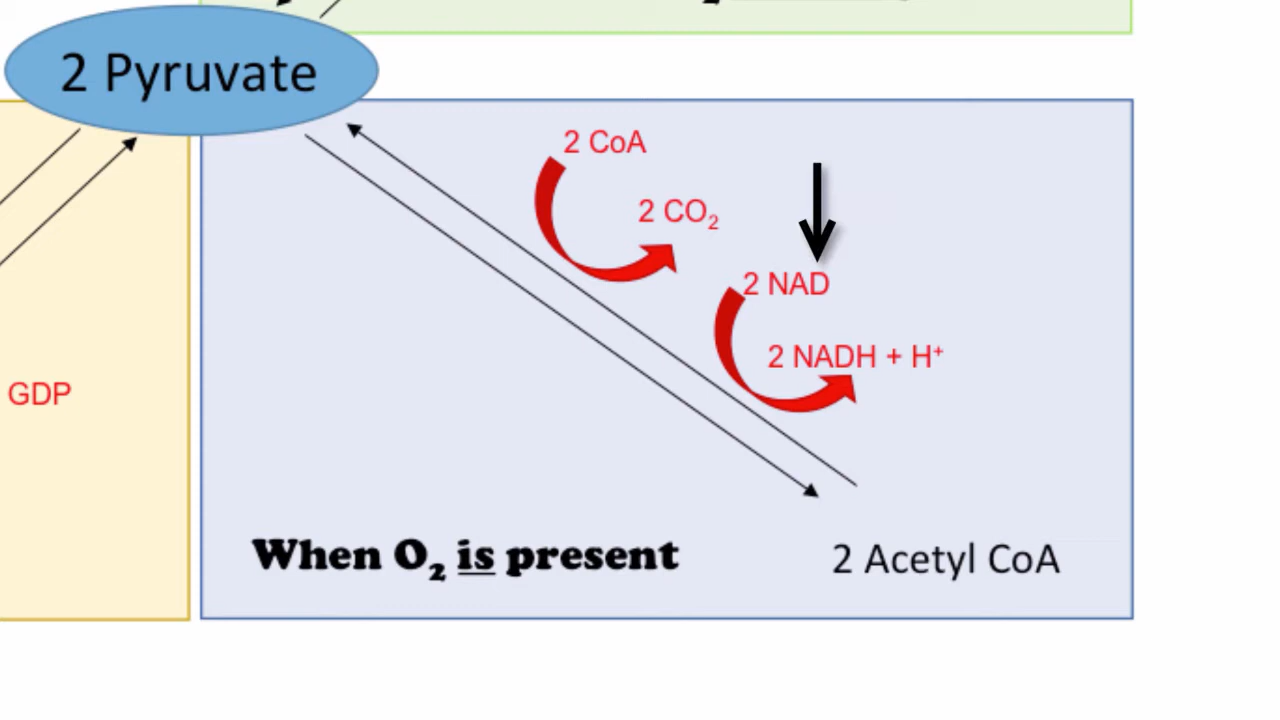 2 Pyruvate
2 CoA
2 CO₂
2 NAD
2 NADH + H⁺
GDP
When O₂ is present
2 Acetyl CoA